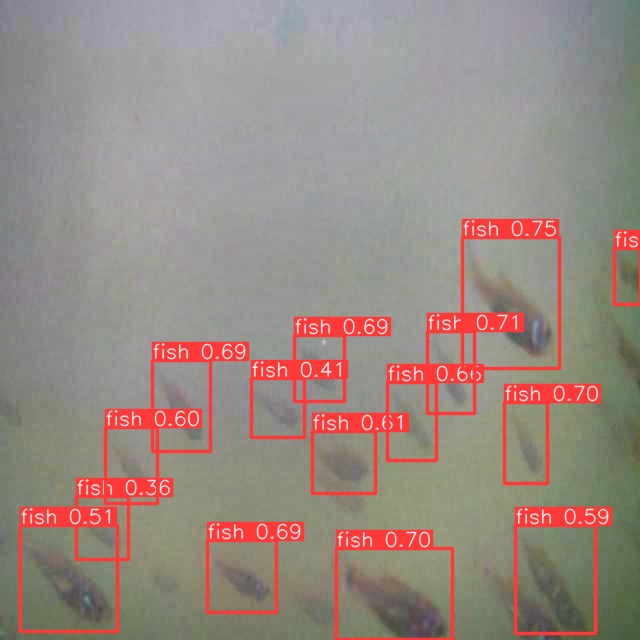 fish 0.75
fis
fish 0.71
fish 0.69
fish 0.69
fish 0.41
fish 0.66
fish 0.70
fish 0.60
fish 0.61
fish 0.36
fish 0.51
fish 0.59
fish 0.69
fish 0.70